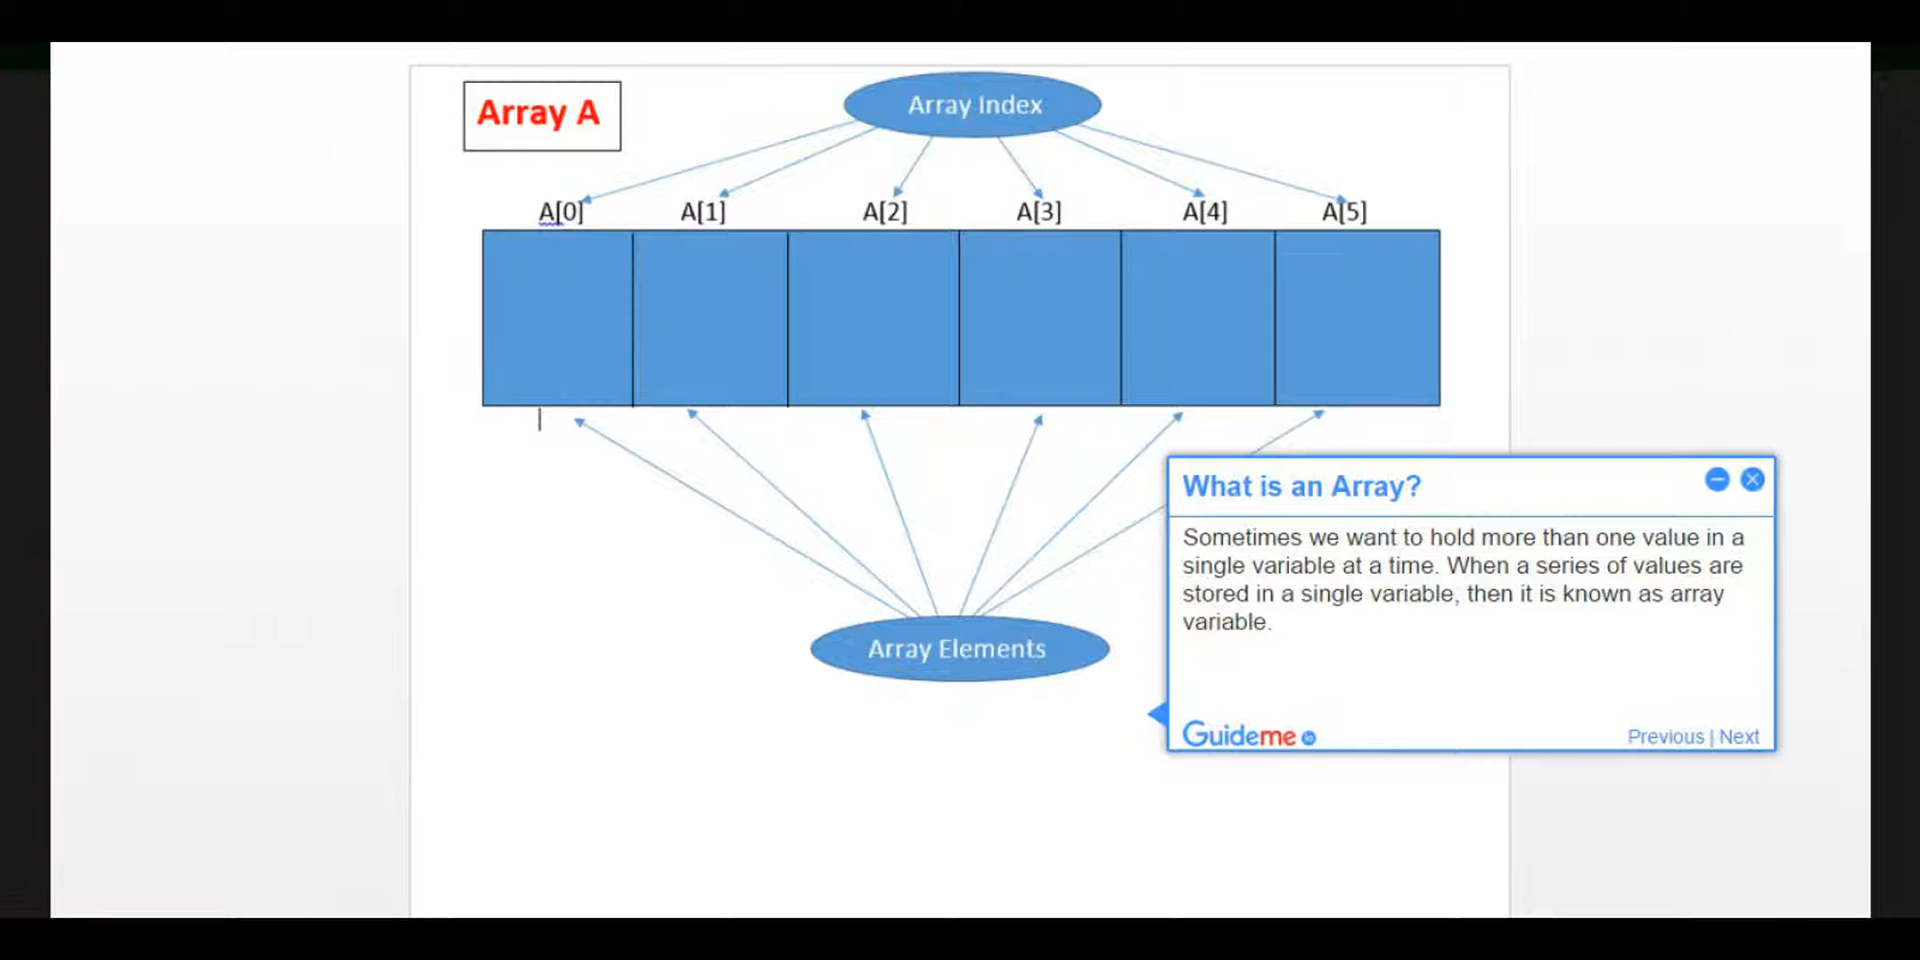 Array A
Array Index
A[0] A[1] A[2] A[3] A[4] A[5]
Array Elements
What is an Array?
Sometimes we want to hold more than one value in a
single variable at a time. When a series of values are
stored in a single variable, then it is known as array
variable.
Guideme io
Previous | Next